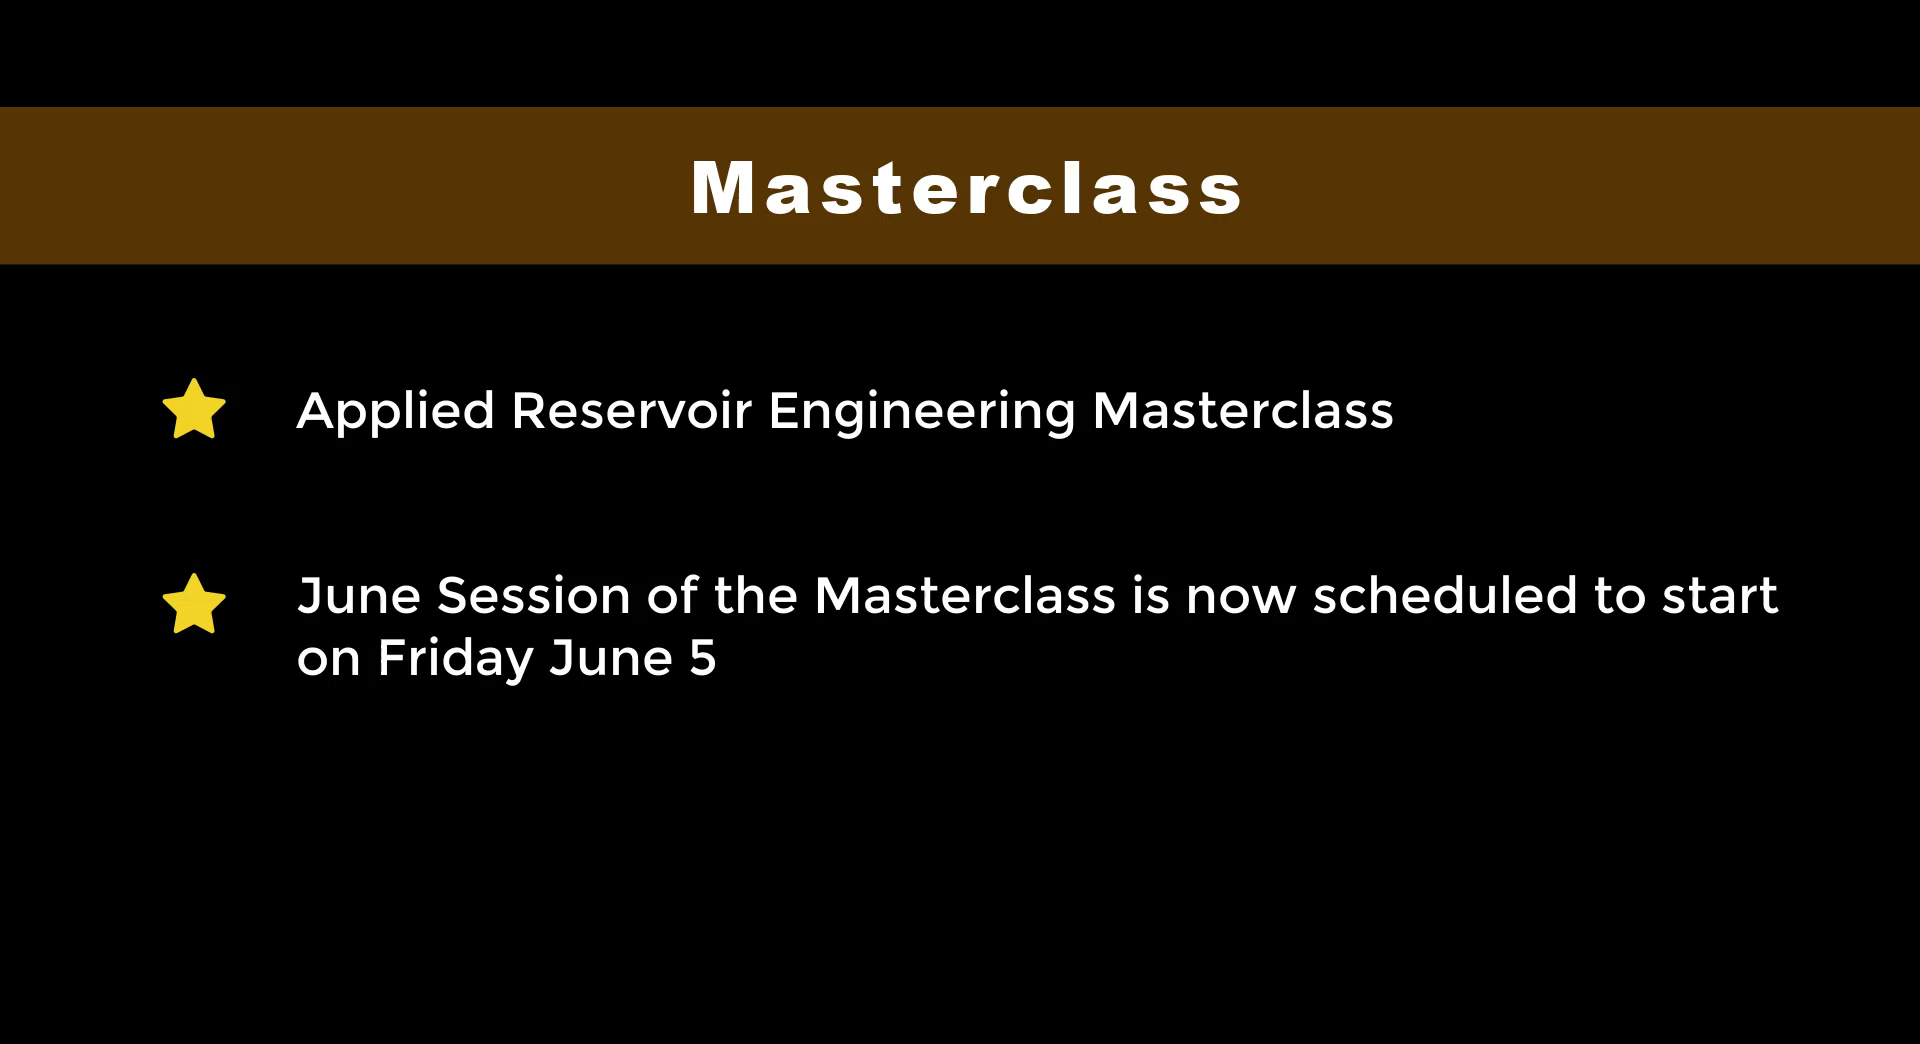 Masterclass
Applied Reservoir Engineering Masterclass
June Session of the Masterclass is now scheduled to start
on Friday June 5